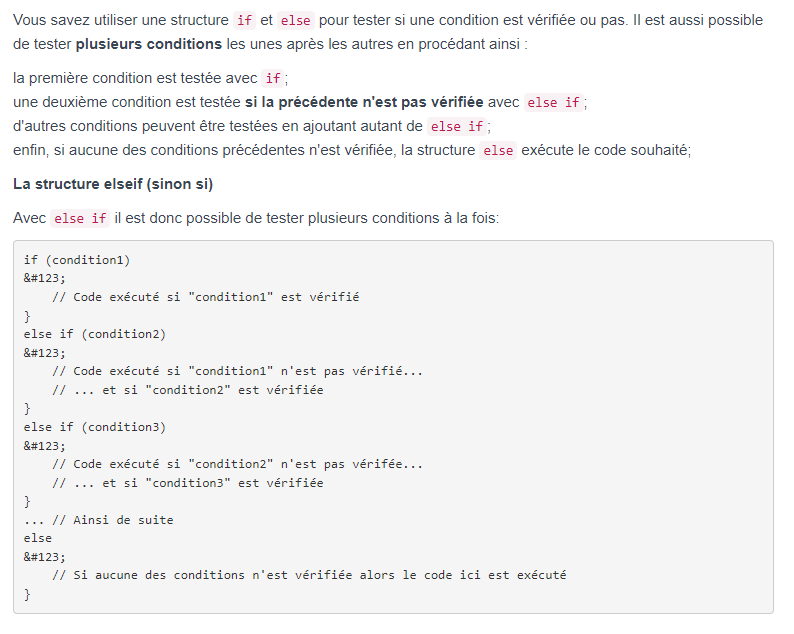 Vous savez utiliser une structure if et else pour tester si une condition est vérifiée ou pas. Il est aussi possible
de tester plusieurs conditions les unes après les autres en procédant ainsi :
la première condition est testée avec if ;
une deuxième condition est testée si la précédente n'est pas vérifiée avec else if ;
d'autres conditions peuvent être testées en ajoutant autant de else if ;
enfin, si aucune des conditions précédentes n'est vérifiée, la structure else exécute le code souhaité;
La structure elseif (sinon si)
Avec else if il est donc possible de tester plusieurs conditions à la fois:
if (condition1)
&#123;
    // Code exécuté si "condition1" est vérifié
}
else if (condition2)
&#123;
    // Code exécuté si "condition1" n'est pas vérifié...
    // ... et si "condition2" est vérifiée
}
else if (condition3)
&#123;
    // Code exécuté si "condition2" n'est pas vérifée...
    // ... et si "condition3" est vérifiée
}
... // Ainsi de suite
else
&#123;
    // Si aucune des conditions n'est vérifiée alors le code ici est exécuté
}